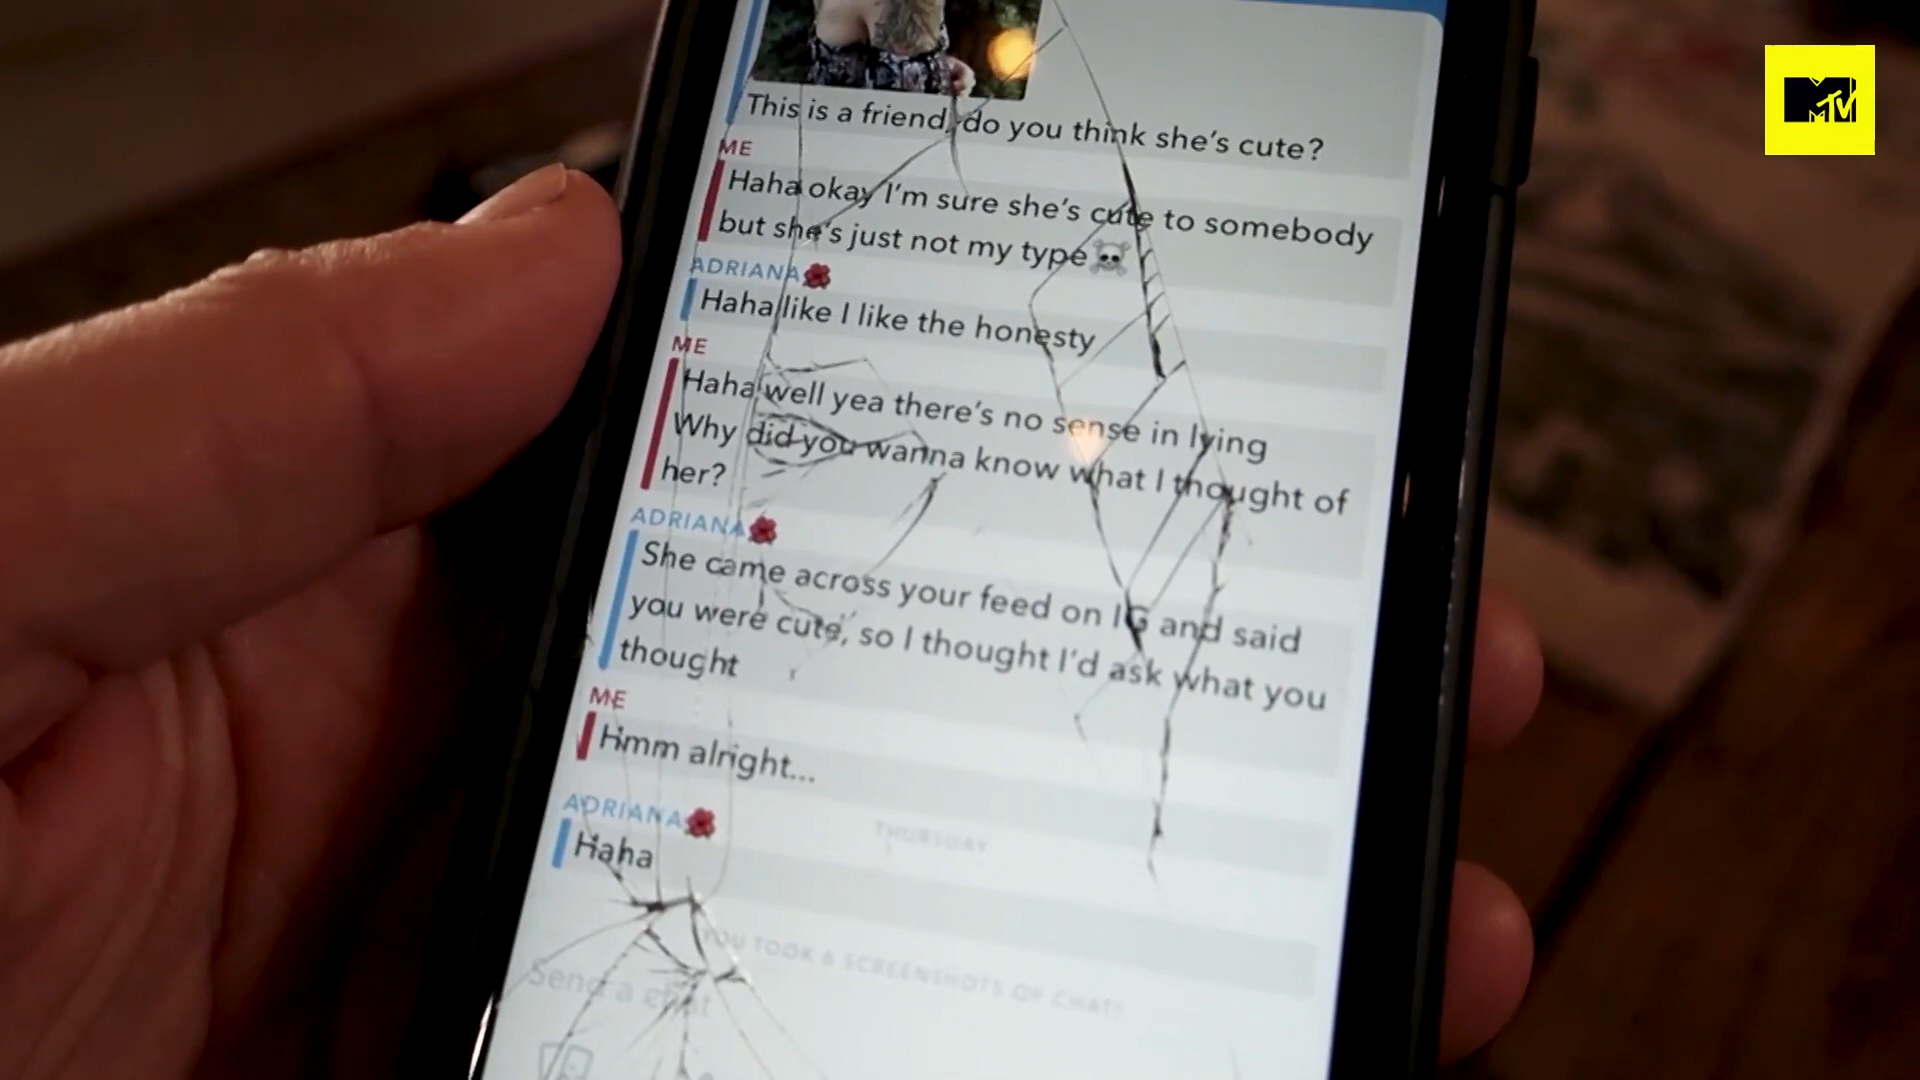 This is a friend, do you think she's cute?
ME
Haha okay I'm sure she's cute to somebody
but she's just not my type☠️
ADRIANA🌺
Haha like I like the honesty
ME
Haha well yea there's no sense in lying
Why did you wanna know what I thought of
her?
ADRIANA🌺
She came across your feed on IG and said
you were cute, so I thought I'd ask what you
thought
ME
Hmm alright...
ADRIANA🌺
Haha
THURSDAY
YOU TOOK 6 SCREENSHOTS OF CHAT!
Send a chat
MTV